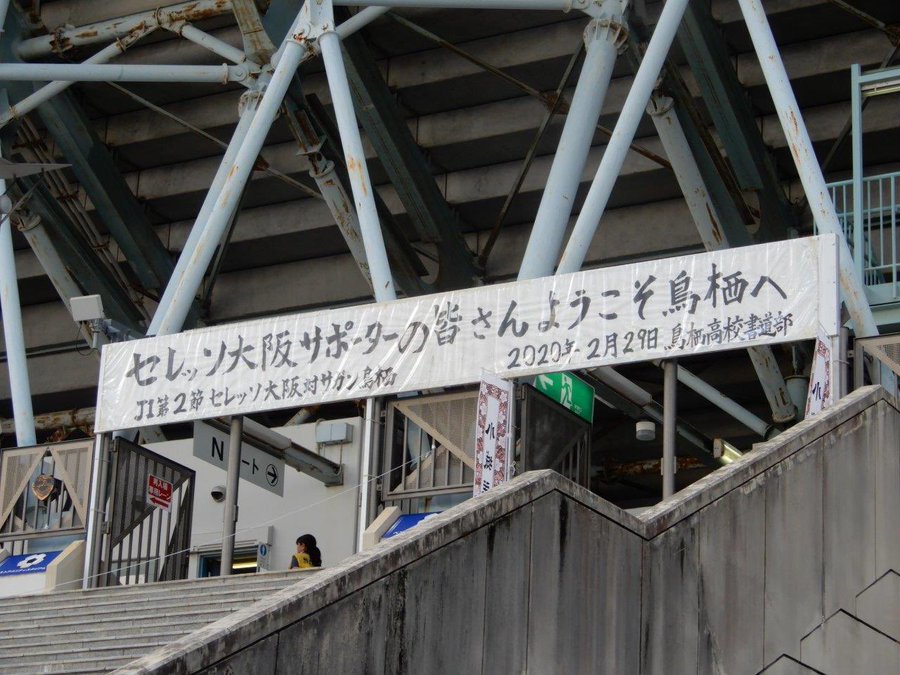 セレッソ大阪サポーターの皆さんようこそ鳥栖へ
J1第2節セレッソ大阪対サガン鳥栖
2020年2月29日鳥栖高校書道部
N
ート→